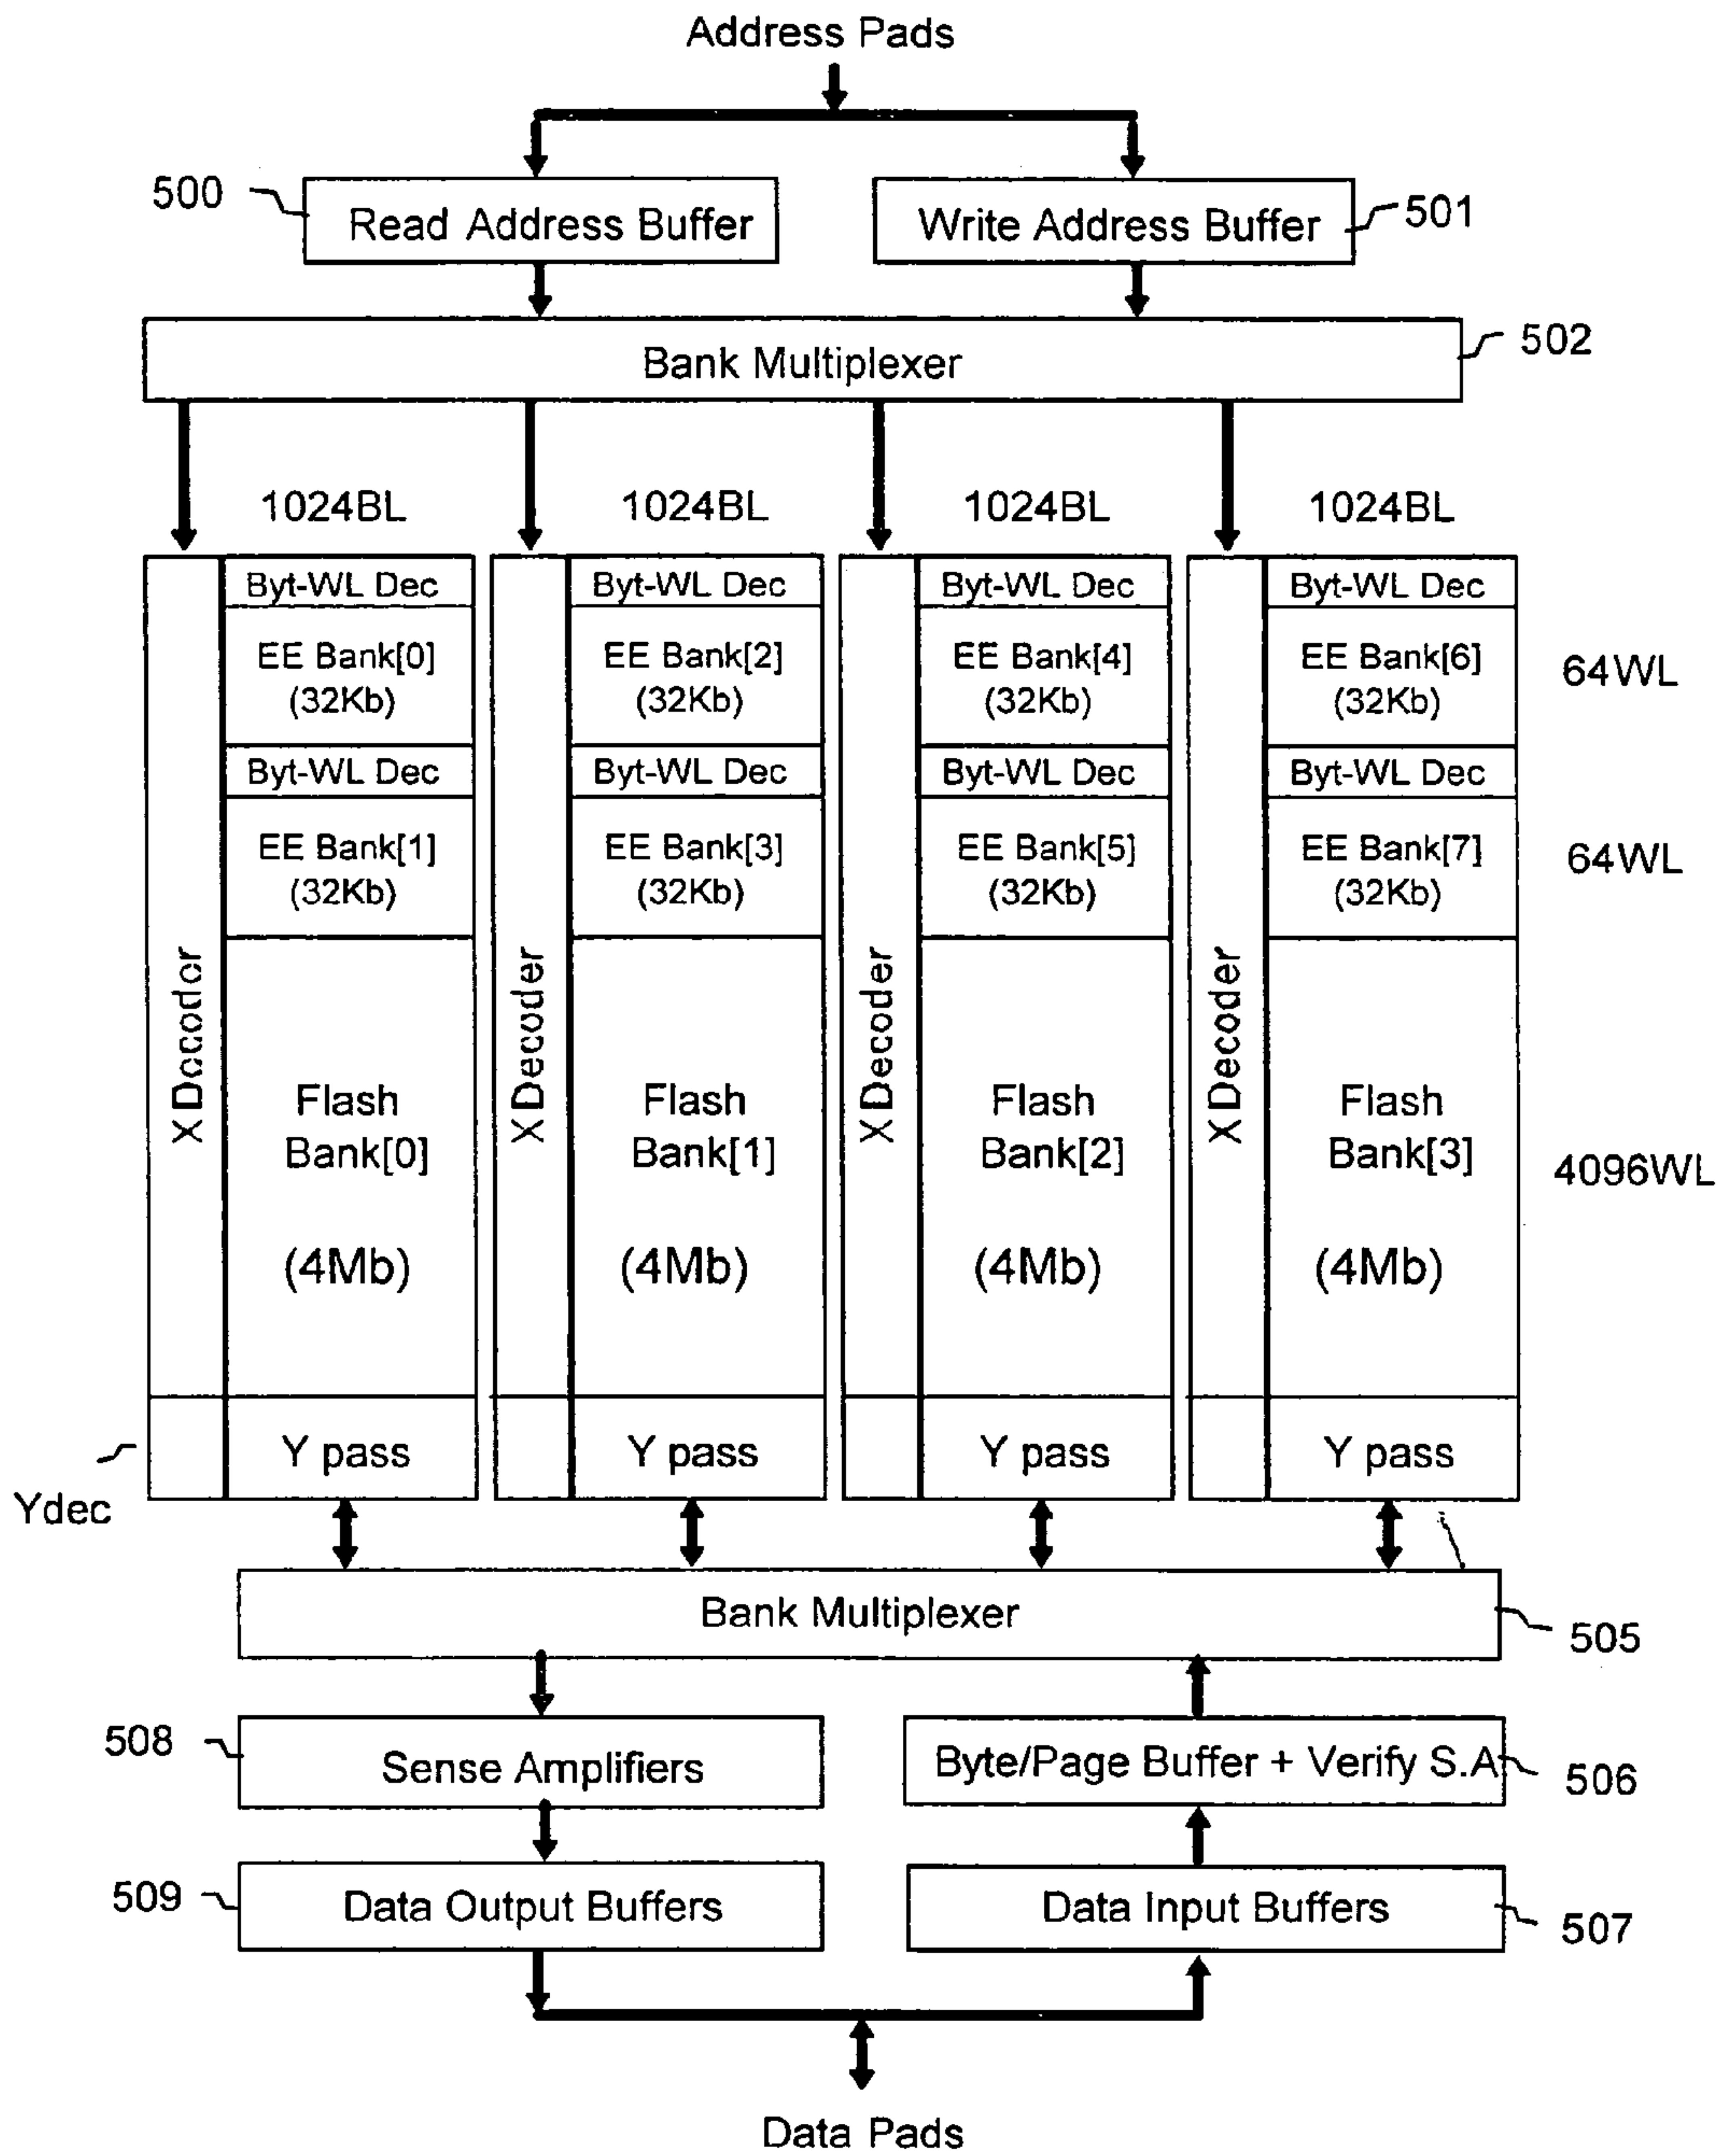 Address Pads
500
Read Address Buffer
Write Address Buffer
501
Bank Multiplexer
502
1024BL
1024BL
1024BL
1024BL
Byt-WL Dec
Byt-WL Dec
Byt-WL Dec
Byt-WL Dec
EE Bank[0]
(32Kb)
EE Bank[2]
(32Kb)
EE Bank[4]
(32Kb)
EE Bank[6]
(32Kb)
64WL
Byt-WL Dec
Byt-WL Dec
Byt-WL Dec
Byt-WL Dec
EE Bank[1]
(32Kb)
EE Bank[3]
(32Kb)
EE Bank[5]
(32Kb)
EE Bank[7]
(32Kb)
64WL
X Decoder
X Decoder
X Decoder
X Decoder
Flash
Bank[0]
(4Mb)
Flash
Bank[1]
(4Mb)
Flash
Bank[2]
(4Mb)
Flash
Bank[3]
(4Mb)
4096WL
Y pass
Y pass
Y pass
Y pass
Ydec
Bank Multiplexer
505
508
Sense Amplifiers
Byte/Page Buffer + Verify S.A
506
509
Data Output Buffers
Data Input Buffers
507
Data Pads